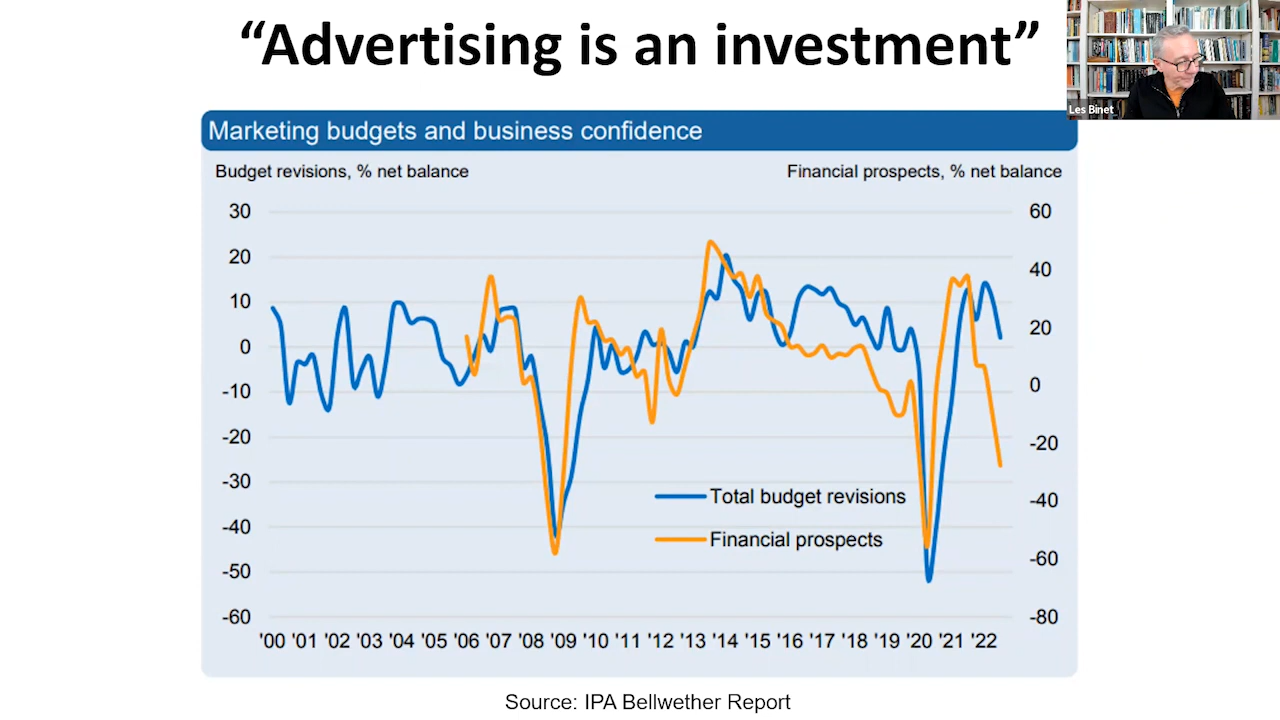 “Advertising is an investment”
Les Binet
Marketing budgets and business confidence
Budget revisions, % net balance
Financial prospects, % net balance
30
60
20
40
10
20
0
0
-10
-20
-20
-30
-40
-40
-50
-60
-60
-80
Total budget revisions
Financial prospects
'00 '01 '02 '03 '04 '05 '06 '07 '08 '09 '10 '11 '12 '13 '14 '15 '16 '17 '18 '19 '20 '21 '22
Source: IPA Bellwether Report